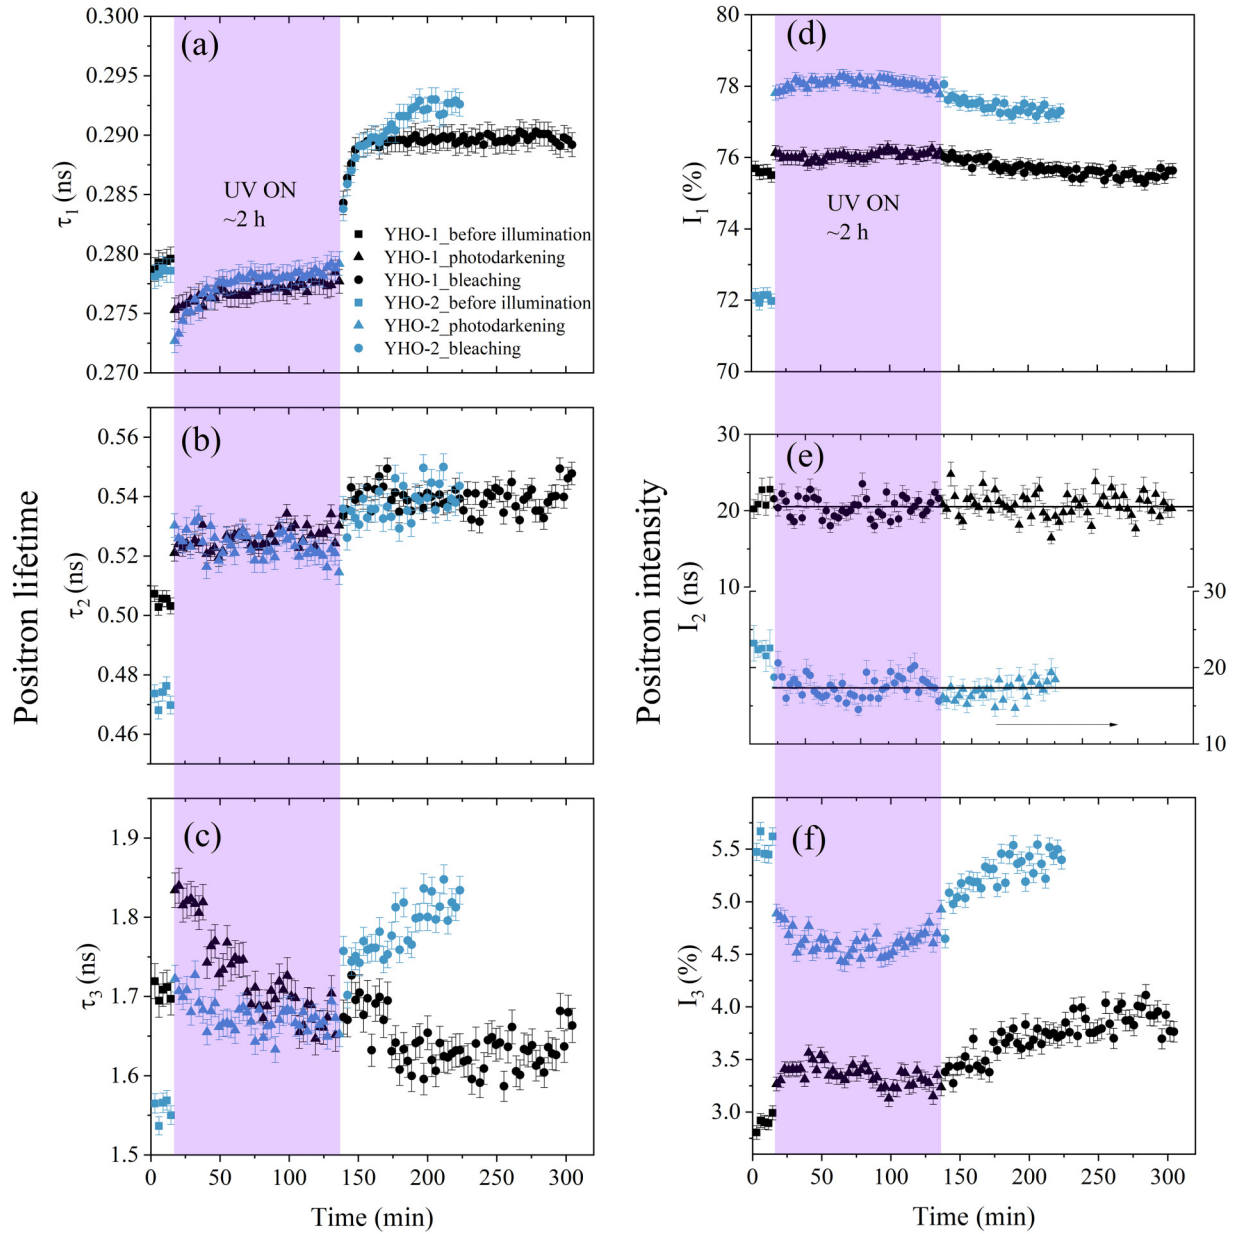 Positron lifetime
(a)
τ1 (ns)
0.300
0.295
0.290
0.285
0.280
0.275
0.270
UV ON
~2 h
YHO-1_before illumination
YHO-1_photodarkening
YHO-1_bleaching
YHO-2_before illumination
YHO-2_photodarkening
YHO-2_bleaching
(b)
τ2 (ns)
0.56
0.54
0.52
0.50
0.48
0.46
(c)
τ3 (ns)
1.9
1.8
1.7
1.6
1.5
0 50 100 150 200 250 300
Time (min)
Positron intensity
(d)
I1 (%)
80
78
76
74
72
70
UV ON
~2 h
(e)
I2 (ns)
30
20
10
30
20
10
(f)
I3 (%)
5.5
5.0
4.5
4.0
3.5
3.0
0 50 100 150 200 250 300
Time (min)